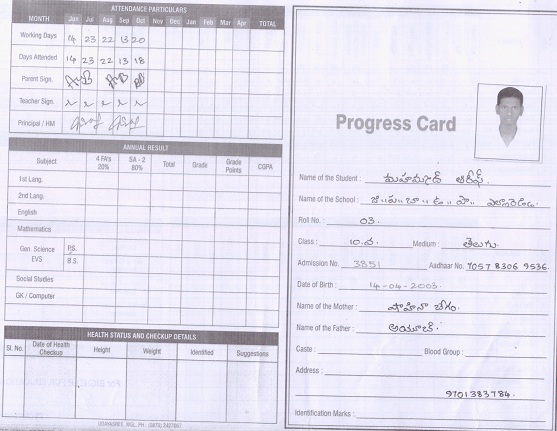 ATTENDANCE PARTICULARS
MONTH Jun Jul Aug Sep Oct Nov Dec Jan Feb Mar Apr TOTAL
Working Days 14 23 22 13 20
Days Attended 14 23 22 13 18
Parent Sign.
Teacher Sign.
Principal / HM
ANNUAL RESULT
Subject 4 FA's 20% SA - 2 80% Total Grade Grade Points CGPA
1st Lang.
2nd Lang.
English
Mathematics
Gen. Science P.S.
EVS B.S.
Social Studies
GK / Computer
HEALTH STATUS AND CHECKUP DETAILS
Sl. No. Date of Health Checkup Height Weight Identified Suggestions
Progress Card
Name of the Student : మహమ్మద్ ఆరీఫ్.
Name of the School : జి" ప" బా" ఉ" పా"
Roll No : 03.
Class : 10.వ Medium : తెలుగు.
Admission No. 3851 Aadhaar No. 7057 8306 9536
Date of Birth : 14-04-2003.
Name of the Mother : షాహినా బేగం.
Name of the Father : అయూబ్.
Caste : Blood Group :
Address :
9701383784.
Identification Marks :